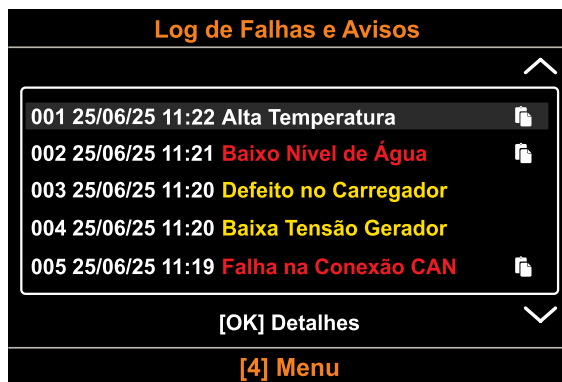 Log de Falhas e Avisos
001 25/06/25 11:22 Alta Temperatura
002 25/06/25 11:21 Baixo Nível de Água
003 25/06/25 11:20 Defeito no Carregador
004 25/06/25 11:20 Baixa Tensão Gerador
005 25/06/25 11:19 Falha na Conexão CAN
[OK] Detalhes
[4] Menu